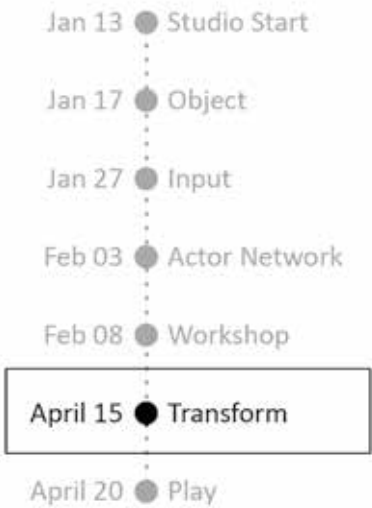 Jan 13 Studio Start
Jan 17 Object
Jan 27 Input
Feb 03 Actor Network
Feb 08 Workshop
April 15 Transform
April 20 Play